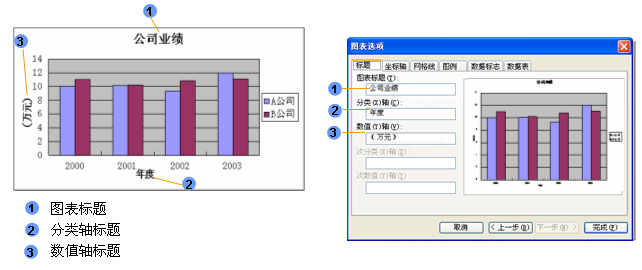 1
公司业绩
3
14
12
10
8
6
4
2
0
(万元)
A公司
B公司
2000 2001 2002 2003
年度
2
1 图表标题
2 分类轴标题
3 数值轴标题
图表选项
标题 坐标轴 网格线 图例 数据标志 数据表
图表标题(T):
1 公司业绩
分类(X)轴(C):
2 年度
数值(Y)轴(V):
3 (万元)
次分类(X)轴(X):
次数值(Y)轴(Y):
公司业绩
取消 < 上一步(B) 下一步(N) > 完成(F)